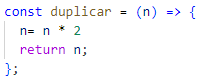 const duplicar = (n) => {
  n= n * 2
  return n;
};